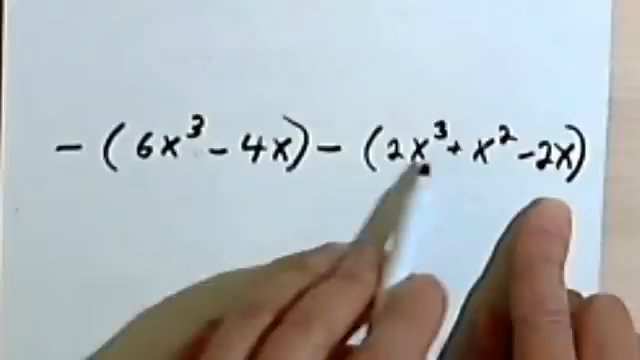 - (6x³ - 4x) - (2x³ + x² - 2x)